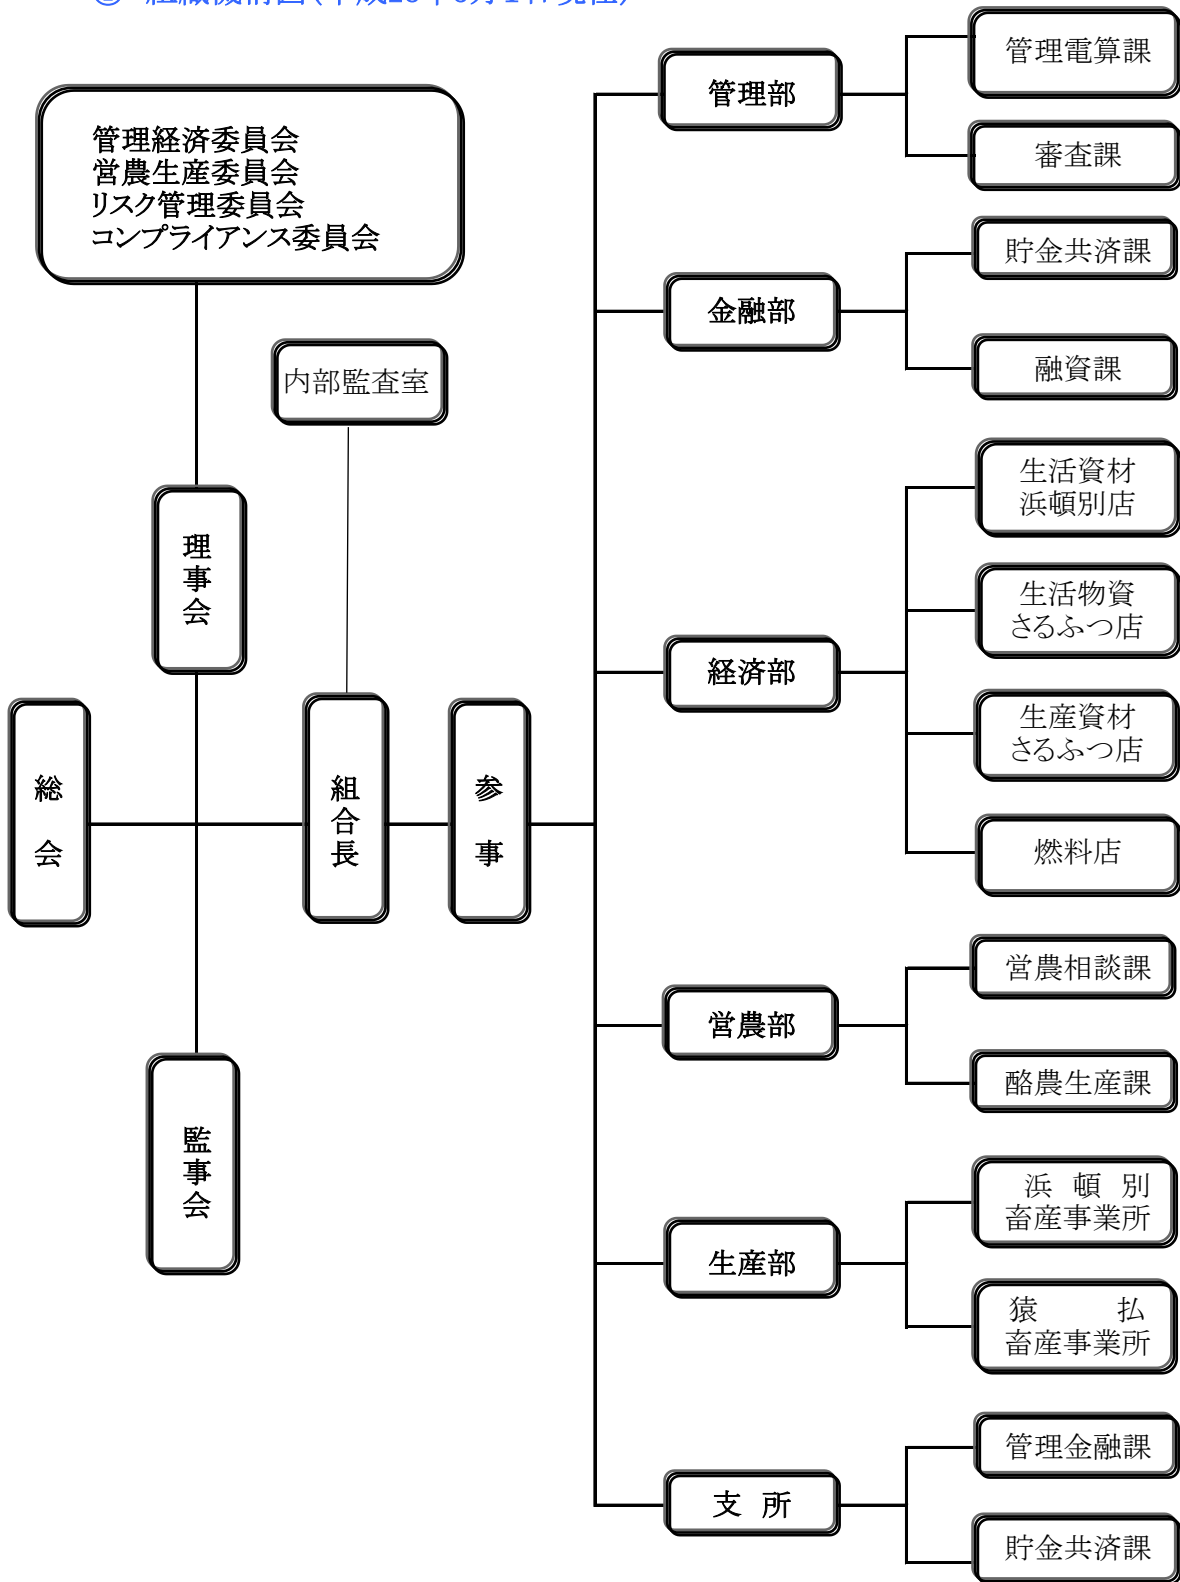 組織機構図（平成
管理経済委員会
営農生産委員会
リスク管理委員会
コンプライアンス委員会
内部監査室
理事会
総会
組合長
参事
監事会
管理部
管理電算課
審査課
金融部
貯金共済課
融資課
経済部
生活資材
浜頓別店
生活物資
さるふつ店
生産資材
さるふつ店
燃料店
営農部
営農相談課
酪農生産課
生産部
浜 頓 別
畜産事業所
猿 払
畜産事業所
支 所
管理金融課
貯金共済課